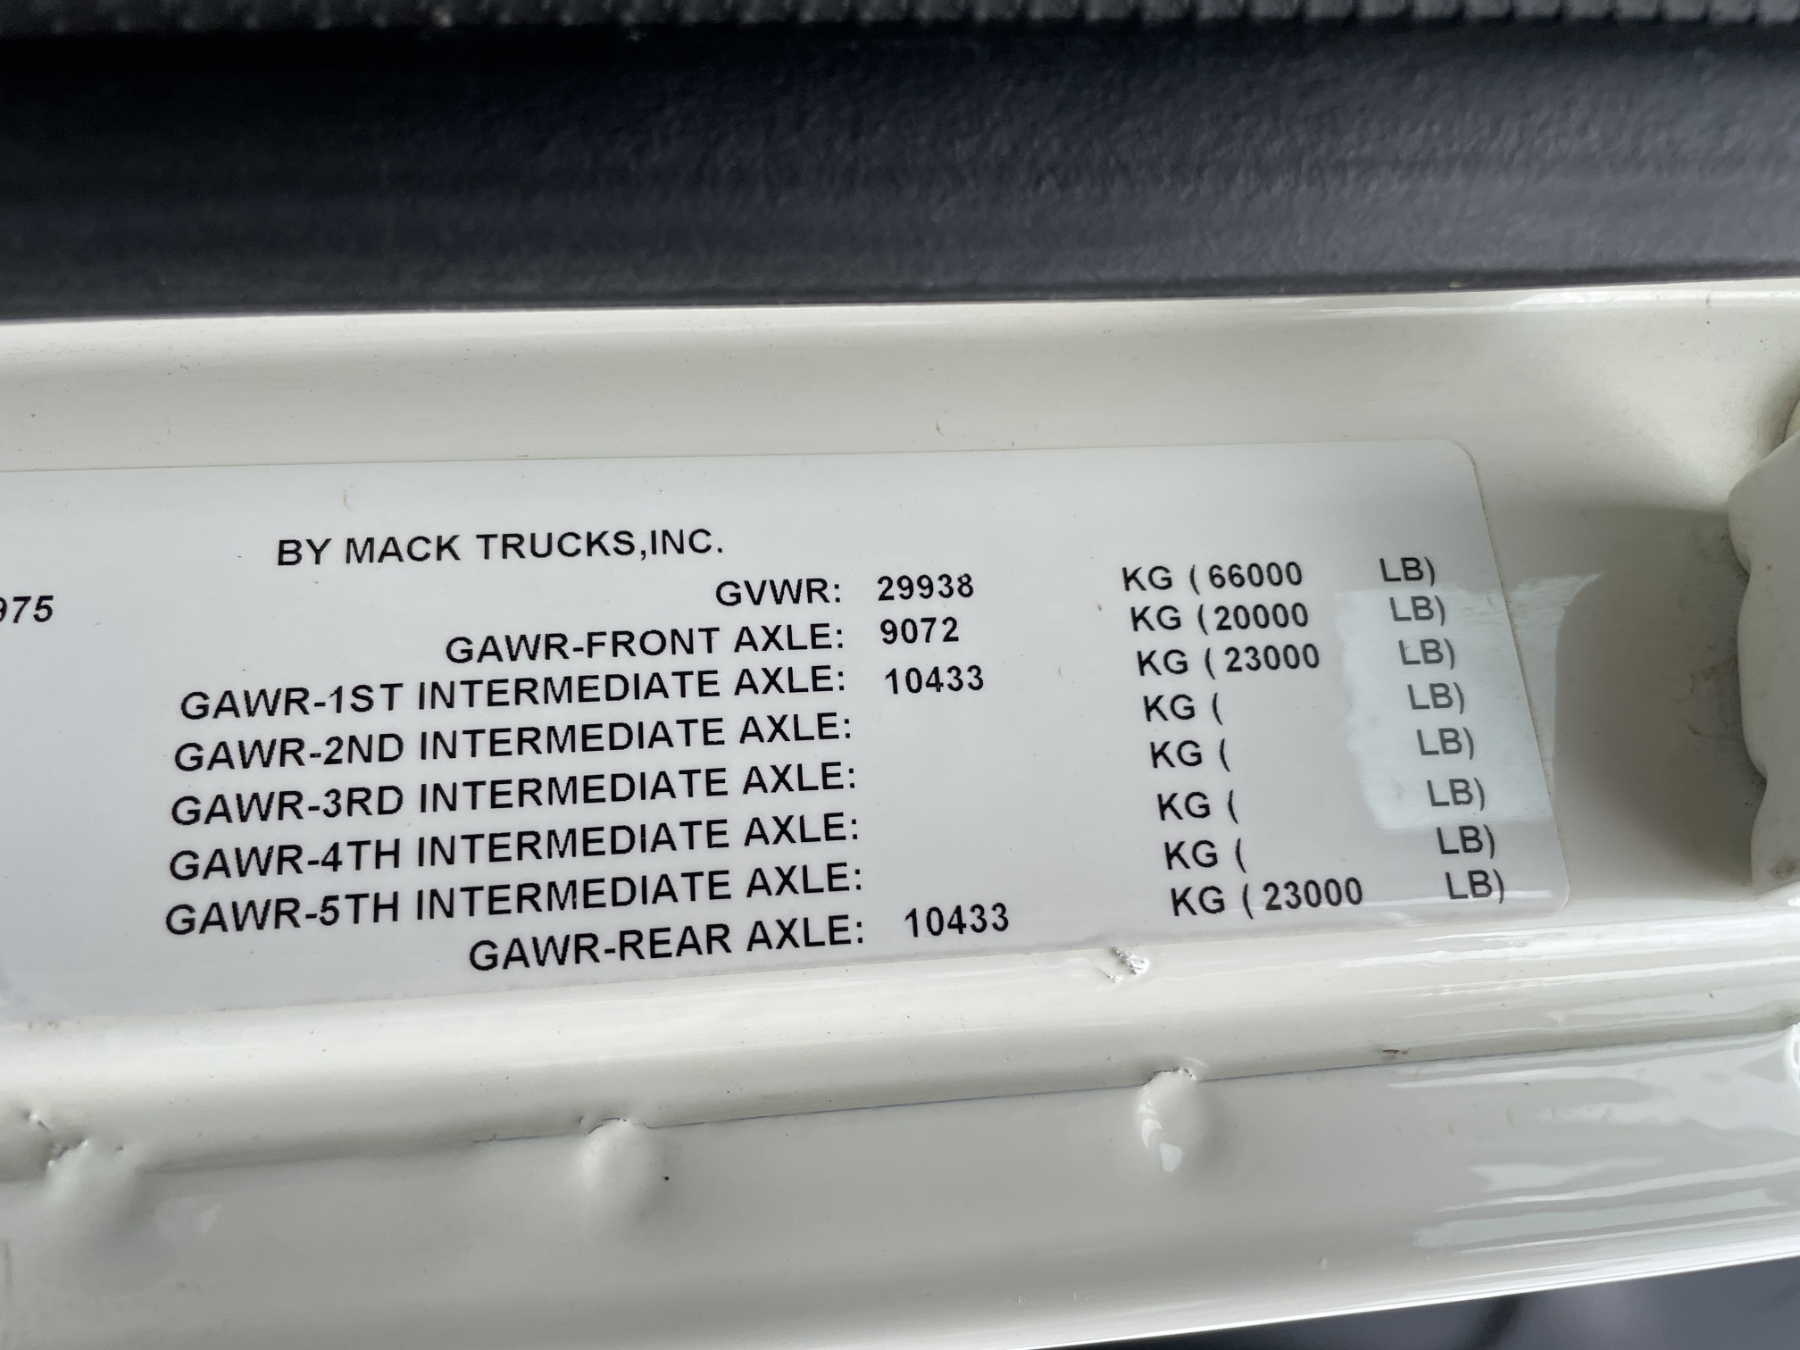 BY MACK TRUCKS,INC.
975
GVWR: 29938 KG ( 66000 LB)
GAWR-FRONT AXLE: 9072 KG ( 20000 LB)
GAWR-1ST INTERMEDIATE AXLE: 10433 KG ( 23000 LB)
GAWR-2ND INTERMEDIATE AXLE: KG ( LB)
GAWR-3RD INTERMEDIATE AXLE: KG ( LB)
GAWR-4TH INTERMEDIATE AXLE: KG ( LB)
GAWR-5TH INTERMEDIATE AXLE: KG ( LB)
GAWR-REAR AXLE: 10433 KG ( 23000 LB)